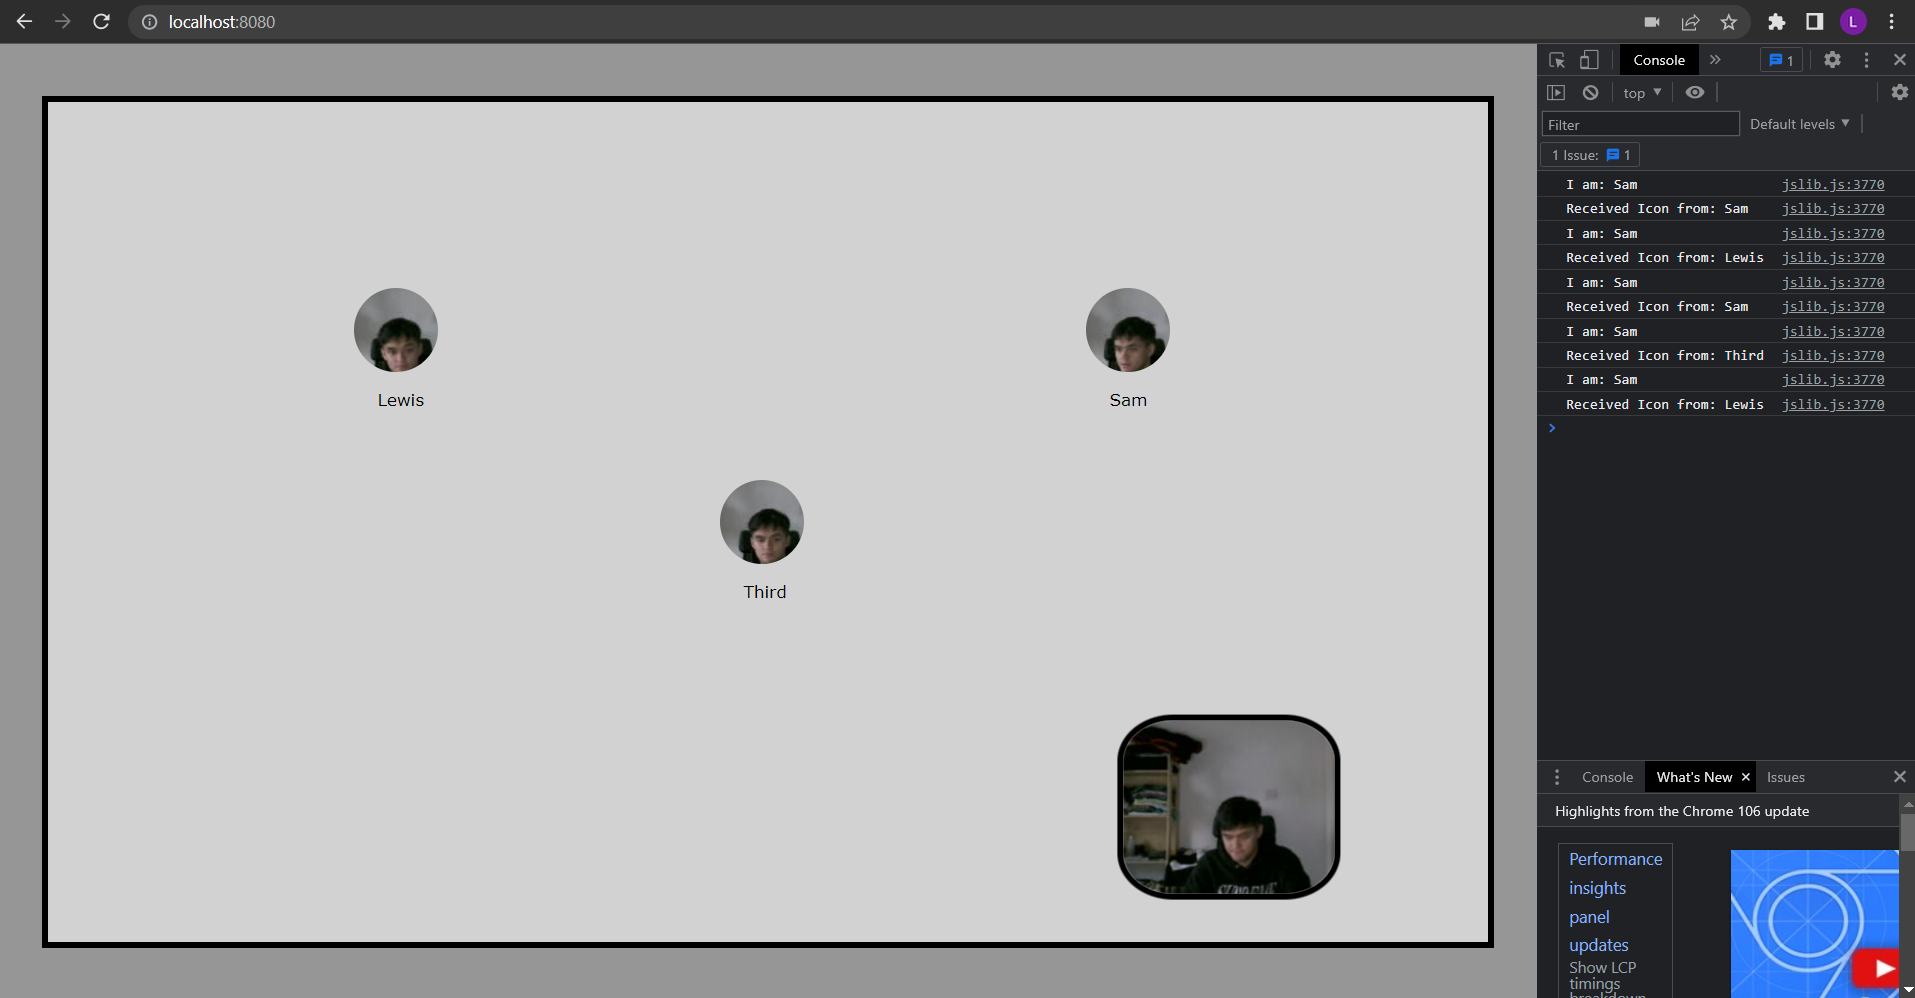 localhost:8080
L
Console
1
top
Filter
Default levels
1 Issue: 1
I am: Sam jslib.js:3770
Received Icon from: Sam jslib.js:3770
I am: Sam jslib.js:3770
Received Icon from: Lewis jslib.js:3770
I am: Sam jslib.js:3770
Received Icon from: Sam jslib.js:3770
I am: Sam jslib.js:3770
Received Icon from: Third jslib.js:3770
I am: Sam jslib.js:3770
Received Icon from: Lewis jslib.js:3770
Lewis
Sam
Third
Console What's New Issues
Highlights from the Chrome 106 update
Performance
insights
panel
updates
Show LCP
timings
breakdown